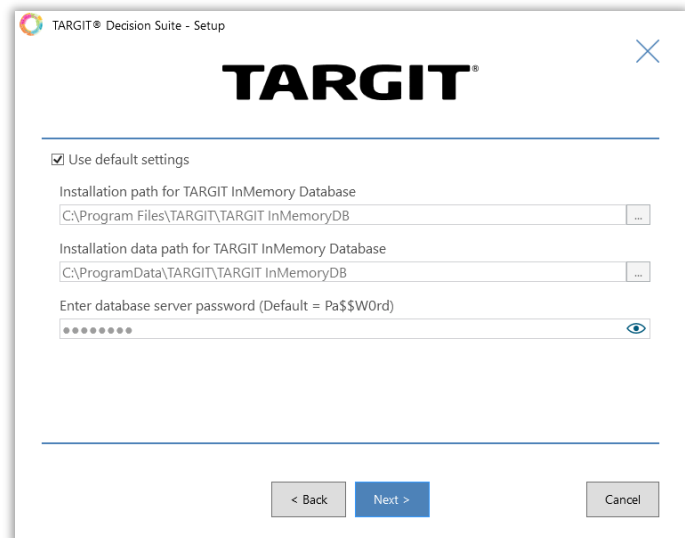 TARGIT® Decision Suite - Setup
TARGIT®
Use default settings
Installation path for TARGIT InMemory Database
C:\Program Files\TARGIT\TARGIT InMemoryDB
...
Installation data path for TARGIT InMemory Database
C:\ProgramData\TARGIT\TARGIT InMemoryDB
...
Enter database server password (Default = Pa$$W0rd)
●●●●●●●●
< Back Next > Cancel